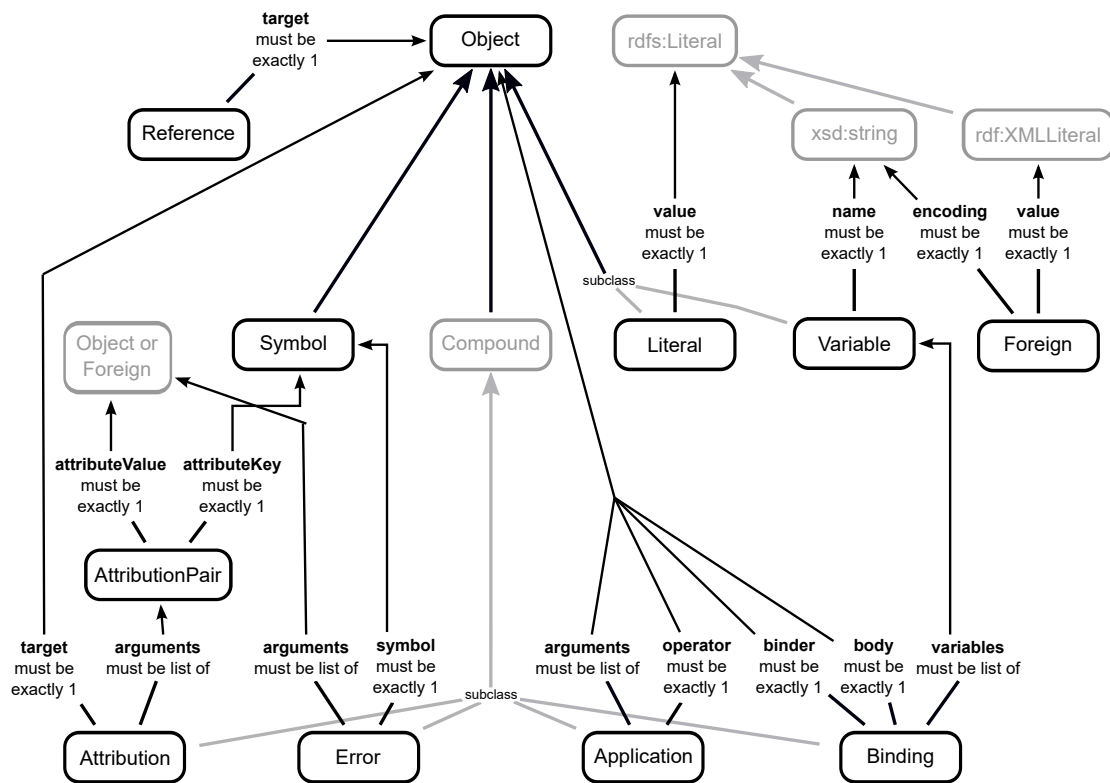 target
must be
exactly 1
Object
rdfs:Literal
Reference
xsd:string
rdf:XMLLiteral
value
must be
exactly 1
name
must be
exactly 1
encoding
must be
exactly 1
value
must be
exactly 1
subclass
Object or
Foreign
Symbol
Compound
Literal
Variable
Foreign
attributeValue
must be
exactly 1
attributeKey
must be
exactly 1
AttributionPair
target
must be
exactly 1
arguments
must be list of
arguments
must be list of
symbol
must be
exactly 1
arguments
must be list of
operator
must be
exactly 1
binder
must be
exactly 1
body
must be
exactly 1
variables
must be list of
subclass
Attribution
Error
Application
Binding